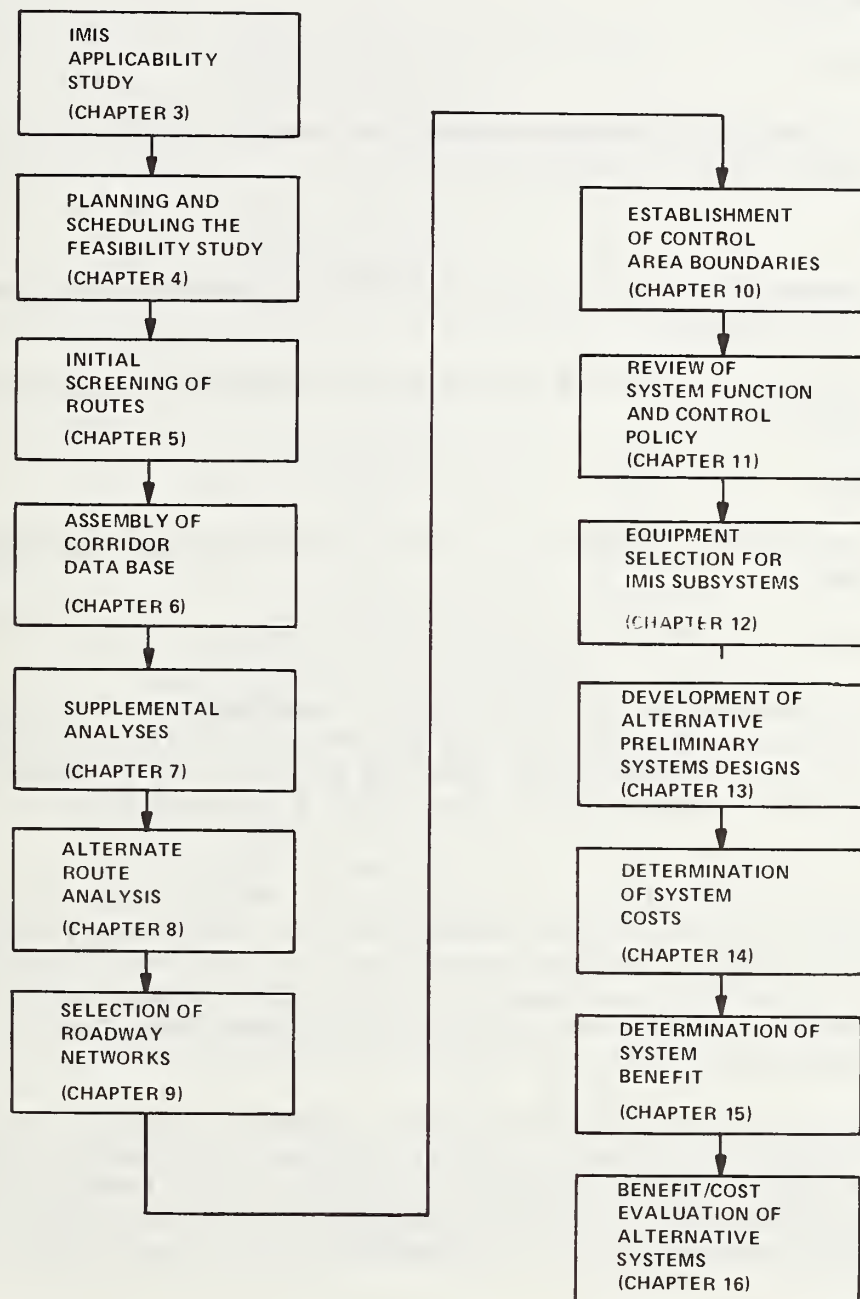 IMIS
APPLICABILITY
STUDY
(CHAPTER 3)
PLANNING AND
SCHEDULING THE
FEASIBILITY STUDY
(CHAPTER 4)
INITIAL
SCREENING OF
ROUTES
(CHAPTER 5)
ASSEMBLY OF
CORRIDOR
DATA BASE
(CHAPTER 6)
SUPPLEMENTAL
ANALYSES
(CHAPTER 7)
ALTERNATE
ROUTE
ANALYSIS
(CHAPTER 8)
SELECTION OF
ROADWAY
NETWORKS
(CHAPTER 9)
ESTABLISHMENT
OF CONTROL
AREA BOUNDARIES
(CHAPTER 10)
REVIEW OF
SYSTEM FUNCTION
AND CONTROL
POLICY
(CHAPTER 11)
EQUIPMENT
SELECTION FOR
IMIS SUBSYSTEMS
(CHAPTER 12)
DEVELOPMENT OF
ALTERNATIVE
PRELIMINARY
SYSTEMS DESIGNS
(CHAPTER 13)
DETERMINATION
OF SYSTEM
COSTS
(CHAPTER 14)
DETERMINATION OF
SYSTEM
BENEFIT
(CHAPTER 15)
BENEFIT/COST
EVALUATION OF
ALTERNATIVE
SYSTEMS
(CHAPTER 16)